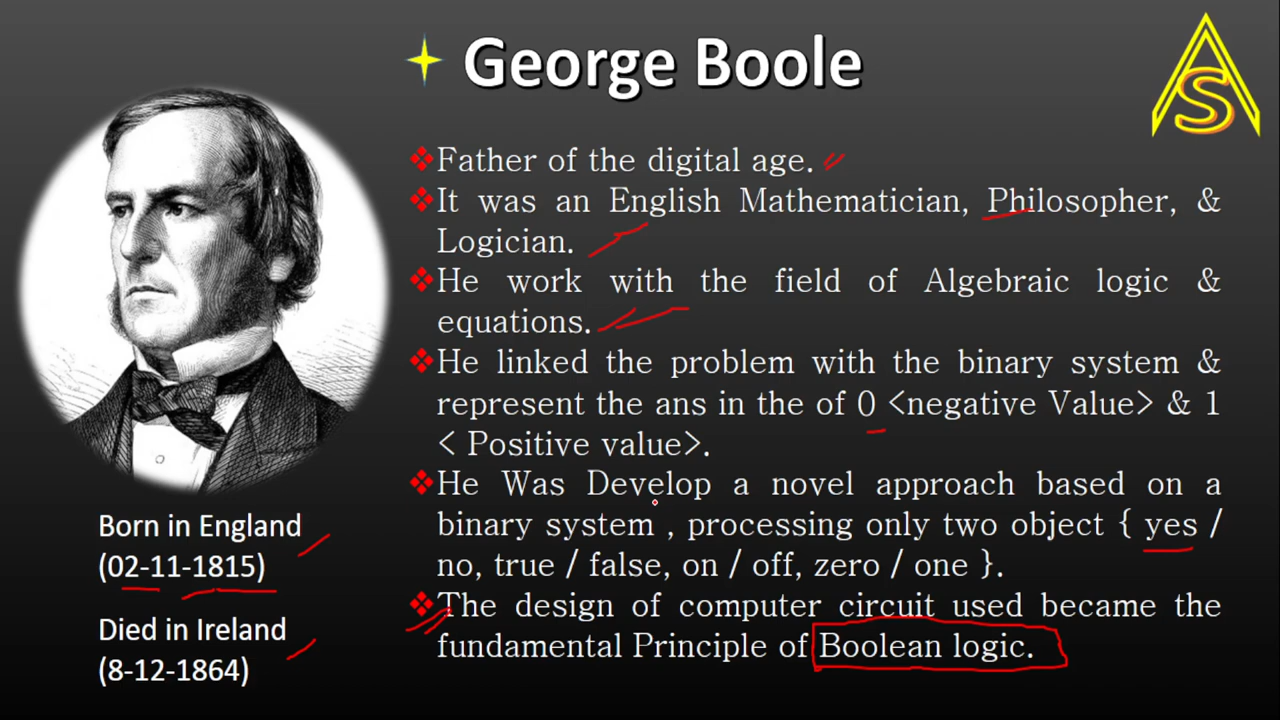 George Boole
AS
Father of the digital age.
It was an English Mathematician, Philosopher, &
Logician.
He work with the field of Algebraic logic &
equations.
He linked the problem with the binary system &
represent the ans in the of 0 <negative Value> & 1
< Positive value>.
He Was Develop a novel approach based on a
binary system , processing only two object { yes /
no, true / false, on / off, zero / one }.
The design of computer circuit used became the
fundamental Principle of Boolean logic.
Born in England
(02-11-1815)
Died in Ireland
(8-12-1864)